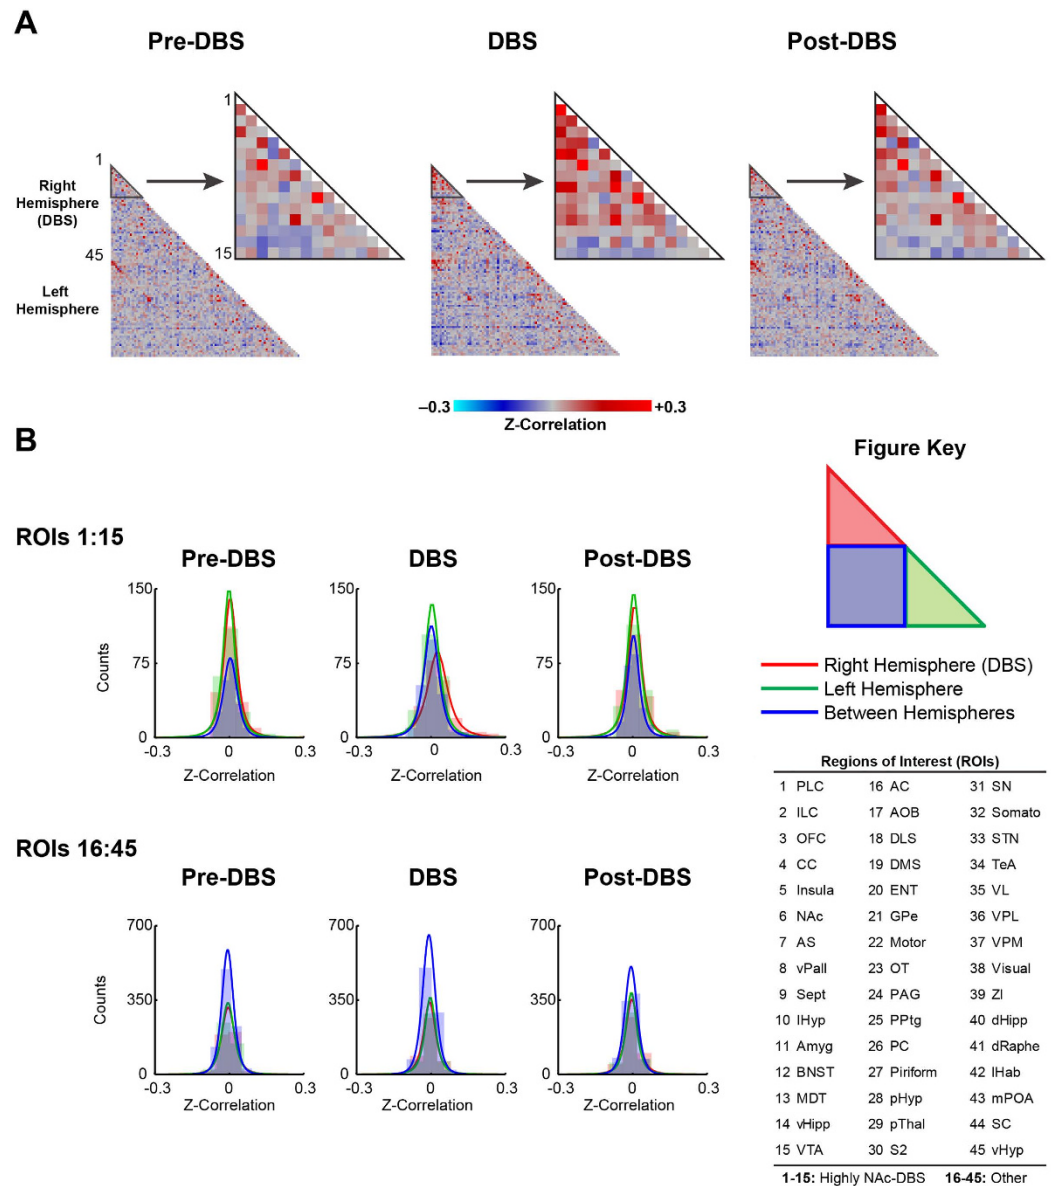 A
Pre-DBS DBS Post-DBS
1
1
Right
Hemisphere
(DBS)
45
15
Left
Hemisphere
15
15
–0.3 +0.3
Z-Correlation
B
Figure Key
ROIs 1:15
Pre-DBS DBS Post-DBS
150 150 150
75 75 75
0 0 0
Counts
-0.3 0 0.3 -0.3 0 0.3 -0.3 0 0.3
Z-Correlation Z-Correlation Z-Correlation
Right Hemisphere (DBS)
Left Hemisphere
Between Hemispheres
ROIs 16:45
Pre-DBS DBS Post-DBS
700 700 700
350 350 350
0 0 0
Counts
-0.3 0 0.3 -0.3 0 0.3 -0.3 0 0.3
Z-Correlation Z-Correlation Z-Correlation
Regions of Interest (ROIs)
1 PLC 16 AC 31 SN
2 ILC 17 AOB 32 Somato
3 OFC 18 DLS 33 STN
4 CC 19 DMS 34 TeA
5 Insula 20 ENT 35 VL
6 NAc 21 GPe 36 VPL
7 AS 22 Motor 37 VPM
8 vPall 23 OT 38 Visual
9 Sept 24 PAG 39 ZI
10 lHyp 25 PPtg 40 dHipp
11 Amyg 26 PC 41 dRaphe
12 BNST 27 Piriform 42 lHab
13 MDT 28 pHyp 43 mPOA
14 vHipp 29 pThal 44 SC
15 VTA 30 S2 45 vHyp
1-15: Highly NAc-DBS 16-45: Other